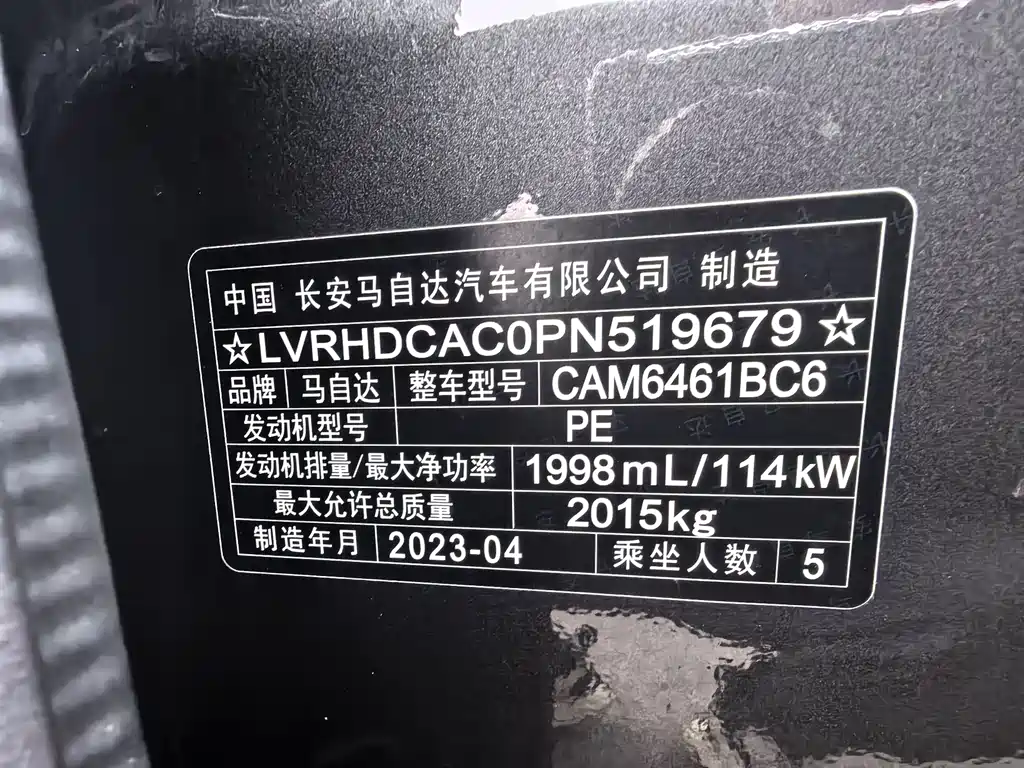 中国 长安马自达汽车有限公司 制造
☆LVRHDCAC0PN519679☆
品牌 马自达 整车型号 CAM6461BC6
发动机型号 PE
发动机排量/最大净功率 1998mL/114kW
最大允许总质量 2015kg
制造年月 2023-04 乘坐人数 5